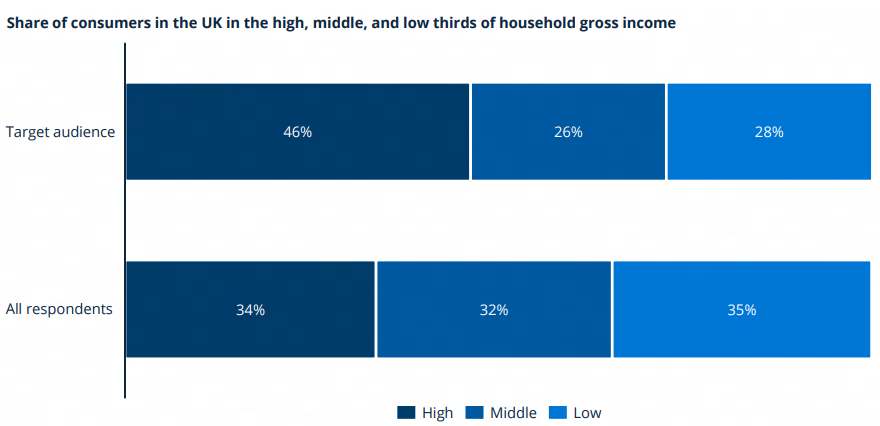 Share of consumers in the UK in the high, middle, and low thirds of household gross income
Target audience
46%
26%
28%
All respondents
34%
32%
35%
High Middle Low